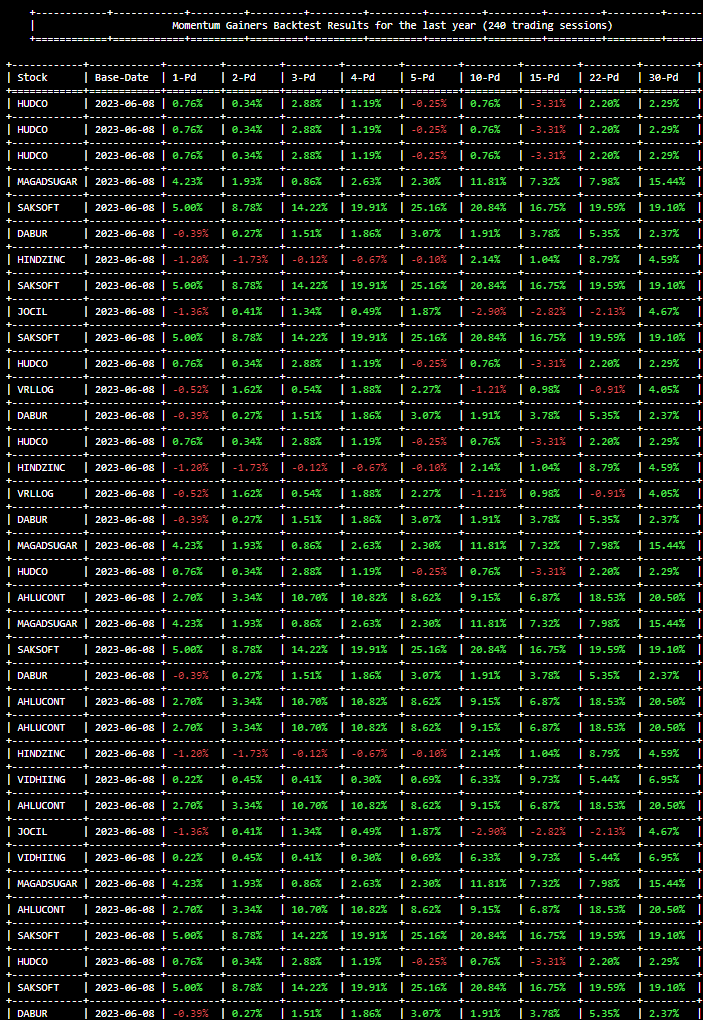 Momentum Gainers Backtest Results for the last year (240 trading sessions)
| Stock | Base-Date | 1-Pd | 2-Pd | 3-Pd | 4-Pd | 5-Pd | 10-Pd | 15-Pd | 22-Pd | 30-Pd |
| HUDCO | 2023-06-08 | 0.76% | 0.34% | 2.88% | 1.19% | -0.25% | 0.76% | -3.31% | 2.20% | 2.29% |
| HUDCO | 2023-06-08 | 0.76% | 0.34% | 2.88% | 1.19% | -0.25% | 0.76% | -3.31% | 2.20% | 2.29% |
| HUDCO | 2023-06-08 | 0.76% | 0.34% | 2.88% | 1.19% | -0.25% | 0.76% | -3.31% | 2.20% | 2.29% |
| MAGADSUGAR | 2023-06-08 | 4.23% | 1.93% | 0.86% | 2.63% | 2.30% | 11.81% | 7.32% | 7.98% | 15.44% |
| SAKSOFT | 2023-06-08 | 5.00% | 8.78% | 14.22% | 19.91% | 25.16% | 20.84% | 16.75% | 19.59% | 19.10% |
| DABUR | 2023-06-08 | -0.39% | 0.27% | 1.51% | 1.86% | 3.07% | 1.91% | 3.78% | 5.35% | 2.37% |
| HINDZINC | 2023-06-08 | -1.20% | -1.73% | -0.12% | -0.67% | -0.10% | 2.14% | 1.04% | 8.79% | 4.59% |
| SAKSOFT | 2023-06-08 | 5.00% | 8.78% | 14.22% | 19.91% | 25.16% | 20.84% | 16.75% | 19.59% | 19.10% |
| JOCIL | 2023-06-08 | -1.36% | 0.41% | 1.34% | 0.49% | 1.87% | -2.90% | -2.82% | -2.13% | 4.67% |
| SAKSOFT | 2023-06-08 | 5.00% | 8.78% | 14.22% | 19.91% | 25.16% | 20.84% | 16.75% | 19.59% | 19.10% |
| HUDCO | 2023-06-08 | 0.76% | 0.34% | 2.88% | 1.19% | -0.25% | 0.76% | -3.31% | 2.20% | 2.29% |
| VRLLOG | 2023-06-08 | -0.52% | 1.62% | 0.54% | 1.88% | 2.27% | -1.21% | 0.98% | -0.91% | 4.05% |
| DABUR | 2023-06-08 | -0.39% | 0.27% | 1.51% | 1.86% | 3.07% | 1.91% | 3.78% | 5.35% | 2.37% |
| HUDCO | 2023-06-08 | 0.76% | 0.34% | 2.88% | 1.19% | -0.25% | 0.76% | -3.31% | 2.20% | 2.29% |
| HINDZINC | 2023-06-08 | -1.20% | -1.73% | -0.12% | -0.67% | -0.10% | 2.14% | 1.04% | 8.79% | 4.59% |
| VRLLOG | 2023-06-08 | -0.52% | 1.62% | 0.54% | 1.88% | 2.27% | -1.21% | 0.98% | -0.91% | 4.05% |
| DABUR | 2023-06-08 | -0.39% | 0.27% | 1.51% | 1.86% | 3.07% | 1.91% | 3.78% | 5.35% | 2.37% |
| MAGADSUGAR | 2023-06-08 | 4.23% | 1.93% | 0.86% | 2.63% | 2.30% | 11.81% | 7.32% | 7.98% | 15.44% |
| HUDCO | 2023-06-08 | 0.76% | 0.34% | 2.88% | 1.19% | -0.25% | 0.76% | -3.31% | 2.20% | 2.29% |
| AHLUCONT | 2023-06-08 | 2.70% | 3.34% | 10.70% | 10.82% | 8.62% | 9.15% | 6.87% | 18.53% | 20.50% |
| MAGADSUGAR | 2023-06-08 | 4.23% | 1.93% | 0.86% | 2.63% | 2.30% | 11.81% | 7.32% | 7.98% | 15.44% |
| SAKSOFT | 2023-06-08 | 5.00% | 8.78% | 14.22% | 19.91% | 25.16% | 20.84% | 16.75% | 19.59% | 19.10% |
| DABUR | 2023-06-08 | -0.39% | 0.27% | 1.51% | 1.86% | 3.07% | 1.91% | 3.78% | 5.35% | 2.37% |
| AHLUCONT | 2023-06-08 | 2.70% | 3.34% | 10.70% | 10.82% | 8.62% | 9.15% | 6.87% | 18.53% | 20.50% |
| AHLUCONT | 2023-06-08 | 2.70% | 3.34% | 10.70% | 10.82% | 8.62% | 9.15% | 6.87% | 18.53% | 20.50% |
| HINDZINC | 2023-06-08 | -1.20% | -1.73% | -0.12% | -0.67% | -0.10% | 2.14% | 1.04% | 8.79% | 4.59% |
| VIDHIING | 2023-06-08 | 0.22% | 0.45% | 0.41% | 0.30% | 0.69% | 6.33% | 9.73% | 5.44% | 6.95% |
| AHLUCONT | 2023-06-08 | 2.70% | 3.34% | 10.70% | 10.82% | 8.62% | 9.15% | 6.87% | 18.53% | 20.50% |
| JOCIL | 2023-06-08 | -1.36% | 0.41% | 1.34% | 0.49% | 1.87% | -2.90% | -2.82% | -2.13% | 4.67% |
| VIDHIING | 2023-06-08 | 0.22% | 0.45% | 0.41% | 0.30% | 0.69% | 6.33% | 9.73% | 5.44% | 6.95% |
| MAGADSUGAR | 2023-06-08 | 4.23% | 1.93% | 0.86% | 2.63% | 2.30% | 11.81% | 7.32% | 7.98% | 15.44% |
| AHLUCONT | 2023-06-08 | 2.70% | 3.34% | 10.70% | 10.82% | 8.62% | 9.15% | 6.87% | 18.53% | 20.50% |
| SAKSOFT | 2023-06-08 | 5.00% | 8.78% | 14.22% | 19.91% | 25.16% | 20.84% | 16.75% | 19.59% | 19.10% |
| HUDCO | 2023-06-08 | 0.76% | 0.34% | 2.88% | 1.19% | -0.25% | 0.76% | -3.31% | 2.20% | 2.29% |
| SAKSOFT | 2023-06-08 | 5.00% | 8.78% | 14.22% | 19.91% | 25.16% | 20.84% | 16.75% | 19.59% | 19.10% |
| DABUR | 2023-06-08 | -0.39% | 0.27% | 1.51% | 1.86% | 3.07% | 1.91% | 3.78% | 5.35% | 2.37% |